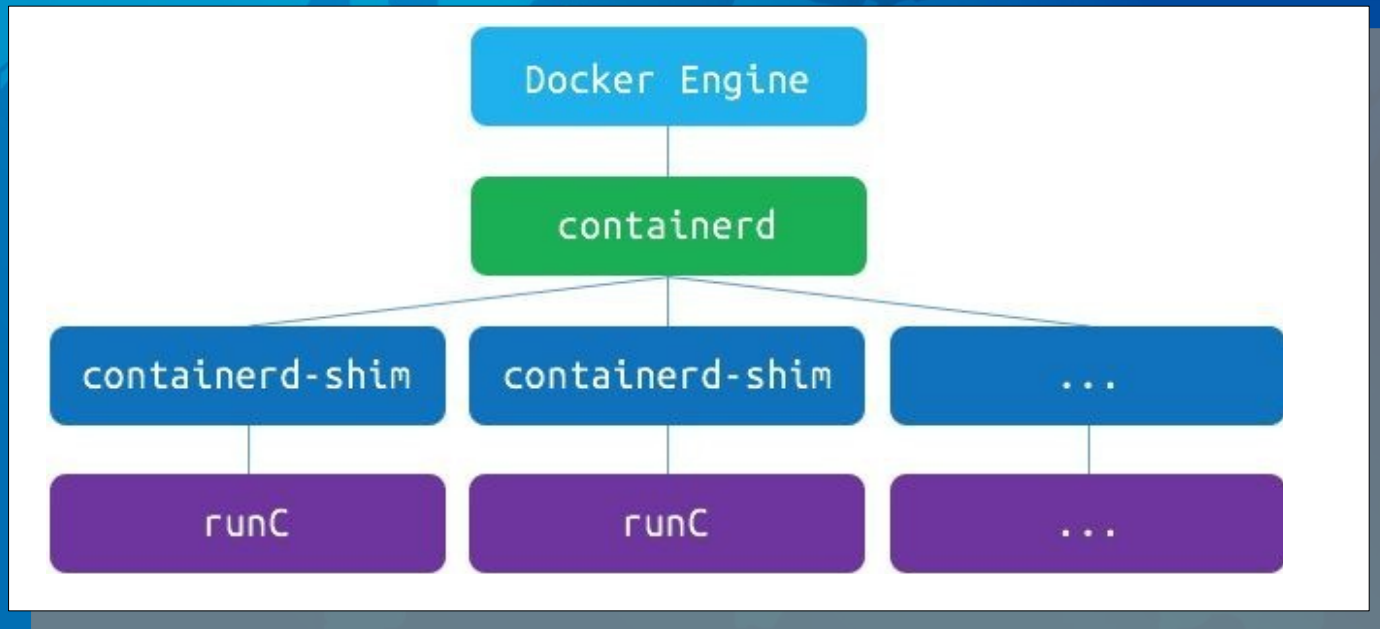 Docker Engine
containerd
containerd-shim
containerd-shim
...
runC
runC
...